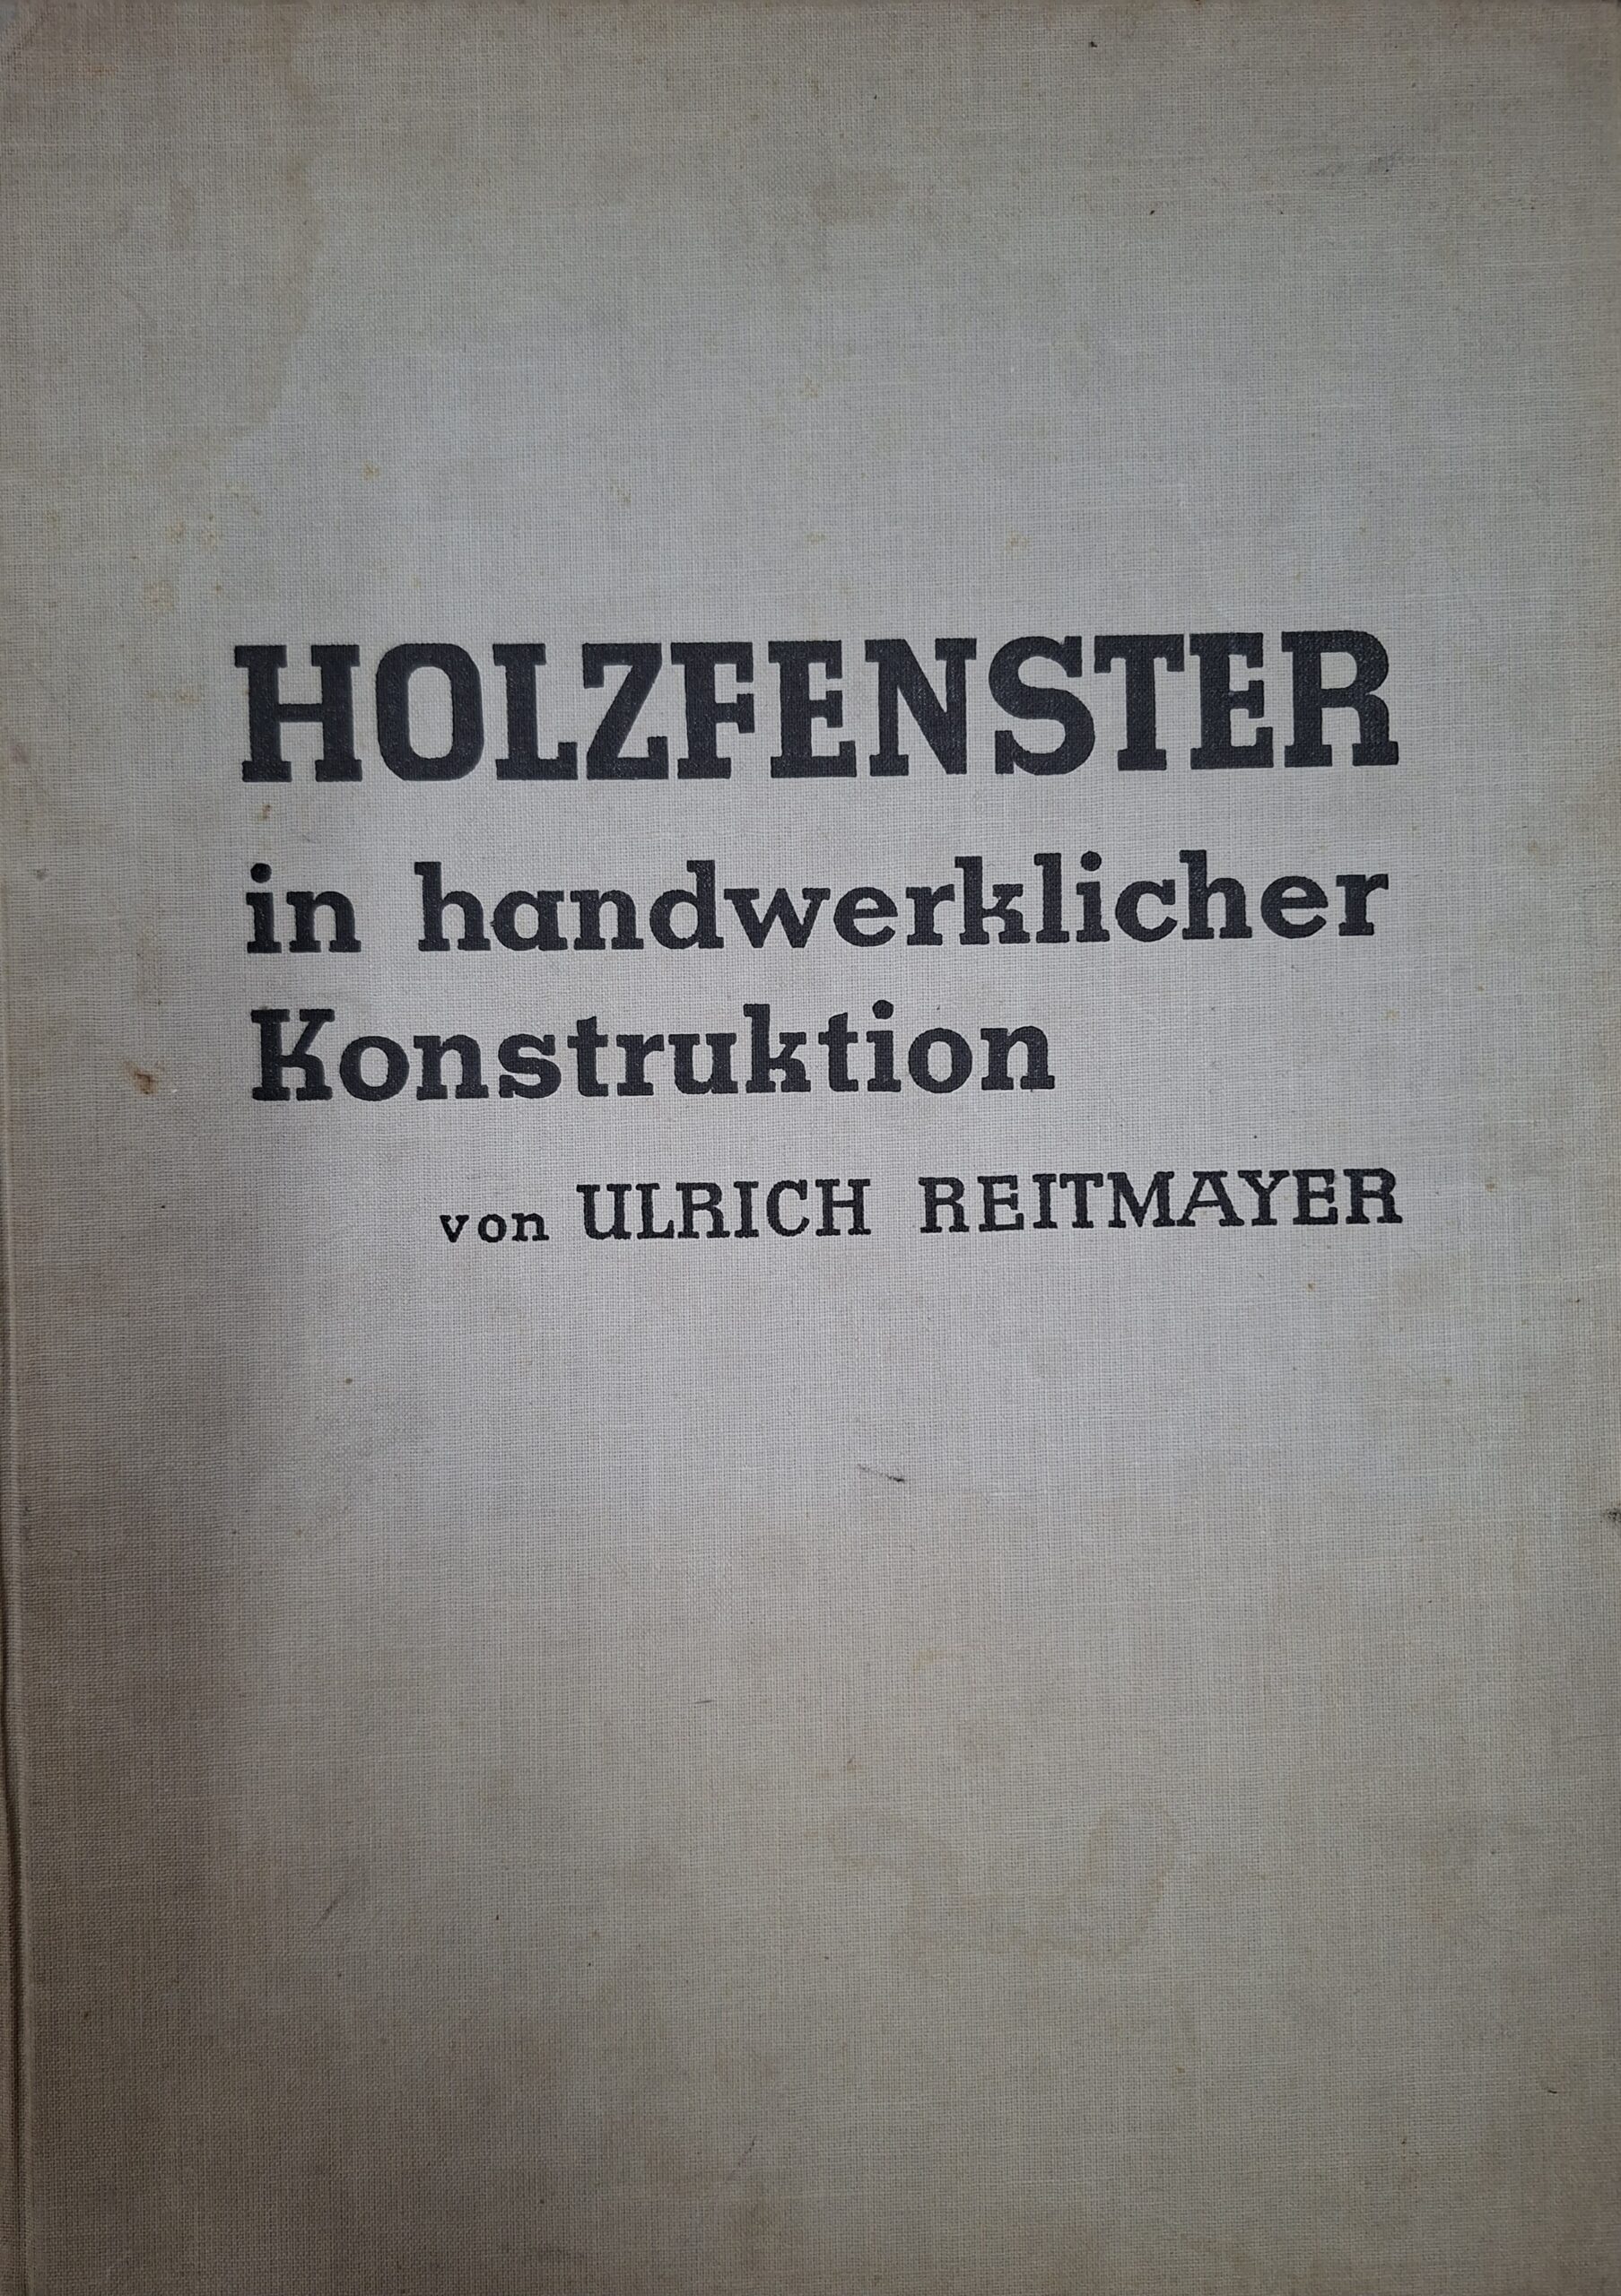 HOLZFENSTER
in handwerklicher
Konstruktion
von ULRICH REITMAYER